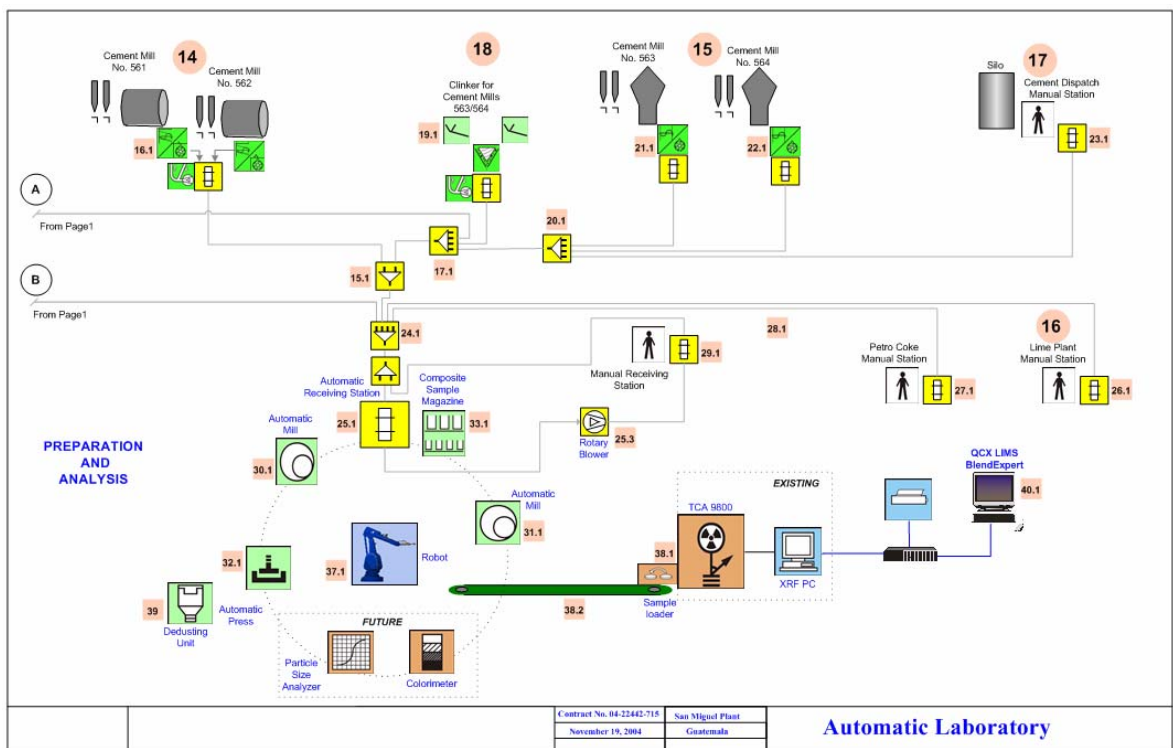 Cement Mill
No. 561
14
Cement Mill
No. 562
16.1
18
Clinker for
Cement Mills
563/564
19.1
Cement Mill
No. 563
15
Cement Mill
No. 564
21.1
22.1
Silo
17
Cement Dispatch
Manual Station
23.1
A
From Page1
20.1
17.1
15.1
B
From Page1
24.1
28.1
16
Petro Coke
Manual Station
27.1
Lime Plant
Manual Station
26.1
29.1
Manual Receiving
Station
Automatic
Receiving Station
25.1
Composite
Sample
Magazine
33.1
Rotary
Blower
25.3
PREPARATION
AND
ANALYSIS
Automatic
Mill
30.1
Automatic
Mill
31.1
EXISTING
TCA 9800
QCX LIMS
BlendExpert
40.1
37.1
Robot
32.1
Automatic
Press
39
Dedusting
Unit
38.1
Sample
loader
38.2
XRF PC
FUTURE
Particle
Size
Analyzer
Colorimeter
Contract No. 04-22442-715
San Miguel Plant
November 19, 2004
Guatemala
Automatic Laboratory